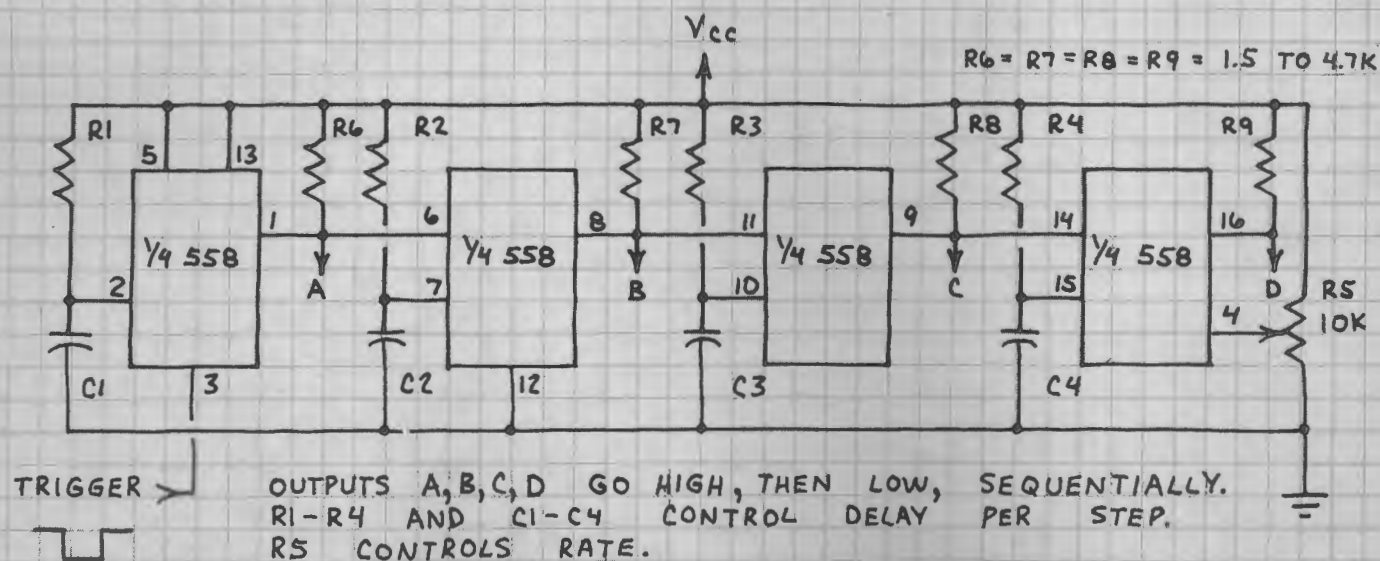 Vcc
R6 = R7 = R8 = R9 = 1.5 TO 4.7K
R1 R6 R2 R7 R3 R8 R4 R9
5 13
1 6 8 11 9 14 16
1/4 558 1/4 558 1/4 558 1/4 558
2 7 10 15
A B C D R5
4 10K
C1 3 C2 12 C3 C4
TRIGGER
OUTPUTS A, B, C, D GO HIGH, THEN LOW, SEQUENTIALLY.
R1-R4 AND C1-C4 CONTROL DELAY PER STEP.
R5 CONTROLS RATE.